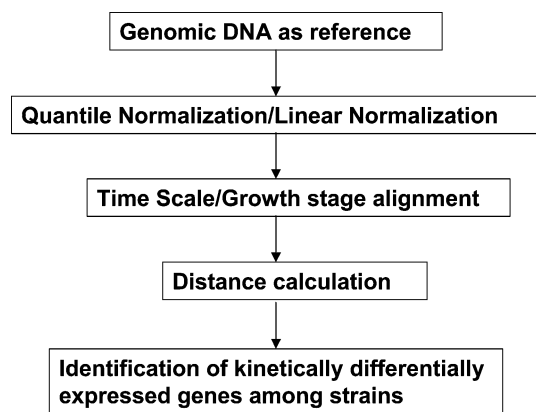 Genomic DNA as reference
Quantile Normalization/Linear Normalization
Time Scale/Growth stage alignment
Distance calculation
Identification of kinetically differentially
expressed genes among strains